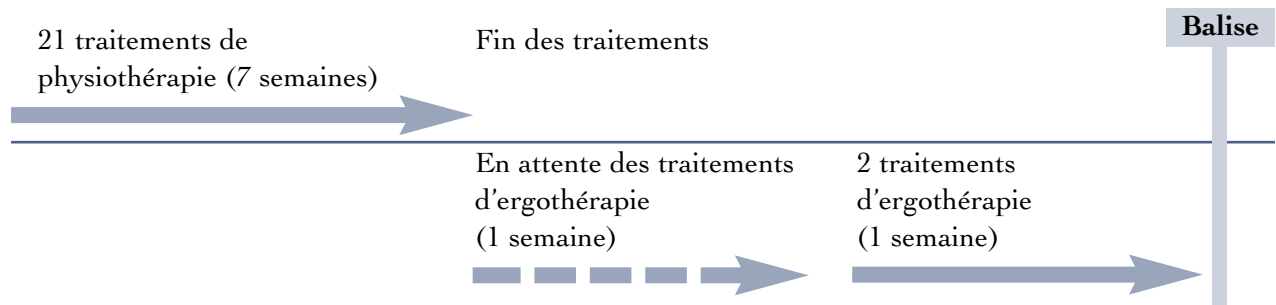 21 traitements de
physiothérapie (7 semaines)
Fin des traitements
Balise
En attente des traitements
d'ergothérapie
(1 semaine)
2 traitements
d'ergothérapie
(1 semaine)